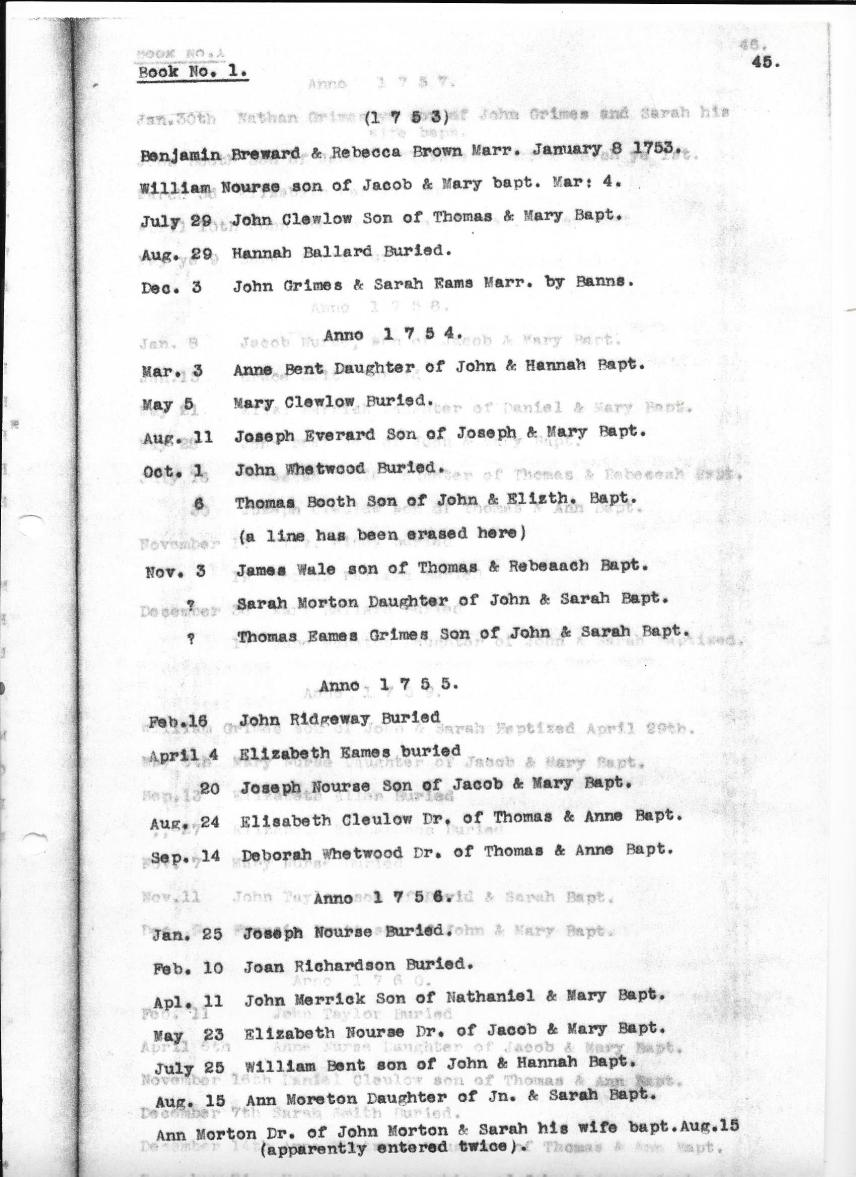 Book No. 1.
45.
(1 7 5 3)
Benjamin Breward & Rebecca Brown Marr. January 8 1753.
William Nourse son of Jacob & Mary bapt. Mar: 4.
July 29 John Clewlow Son of Thomas & Mary Bapt.
Aug. 29 Hannah Ballard Buried.
Dec. 3 John Grimes & Sarah Eams Marr. by Banns.
Anno 1 7 5 4.
Mar. 3 Anne Bent Daughter of John & Hannah Bapt.
May 5 Mary Clewlow Buried.
Aug. 11 Joseph Everard Son of Joseph & Mary Bapt.
Oct. 1 John Whetwood Buried.
6 Thomas Booth Son of John & Elizth. Bapt.
(a line has been erased here)
Nov. 3 James Wale son of Thomas & Rebeaach Bapt.
? Sarah Morton Daughter of John & Sarah Bapt.
? Thomas Eames Grimes Son of John & Sarah Bapt.
Anno 1 7 5 5.
Feb.16 John Ridgeway Buried
April 4 Elizabeth Eames buried
20 Joseph Nourse Son of Jacob & Mary Bapt.
Aug. 24 Elisabeth Cleulow Dr. of Thomas & Anne Bapt.
Sep. 14 Deborah Whetwood Dr. of Thomas & Anne Bapt.
Anno 1 7 5 6.
Jan. 25 Joseph Nourse Buried.
Feb. 10 Joan Richardson Buried.
Apl. 11 John Merrick Son of Nathaniel & Mary Bapt.
May 23 Elizabeth Nourse Dr. of Jacob & Mary Bapt.
July 25 William Bent son of John & Hannah Bapt.
Aug. 15 Ann Moreton Daughter of Jn. & Sarah Bapt.
Ann Morton Dr. of John Morton & Sarah his wife bapt.Aug.15
(apparently entered twice).